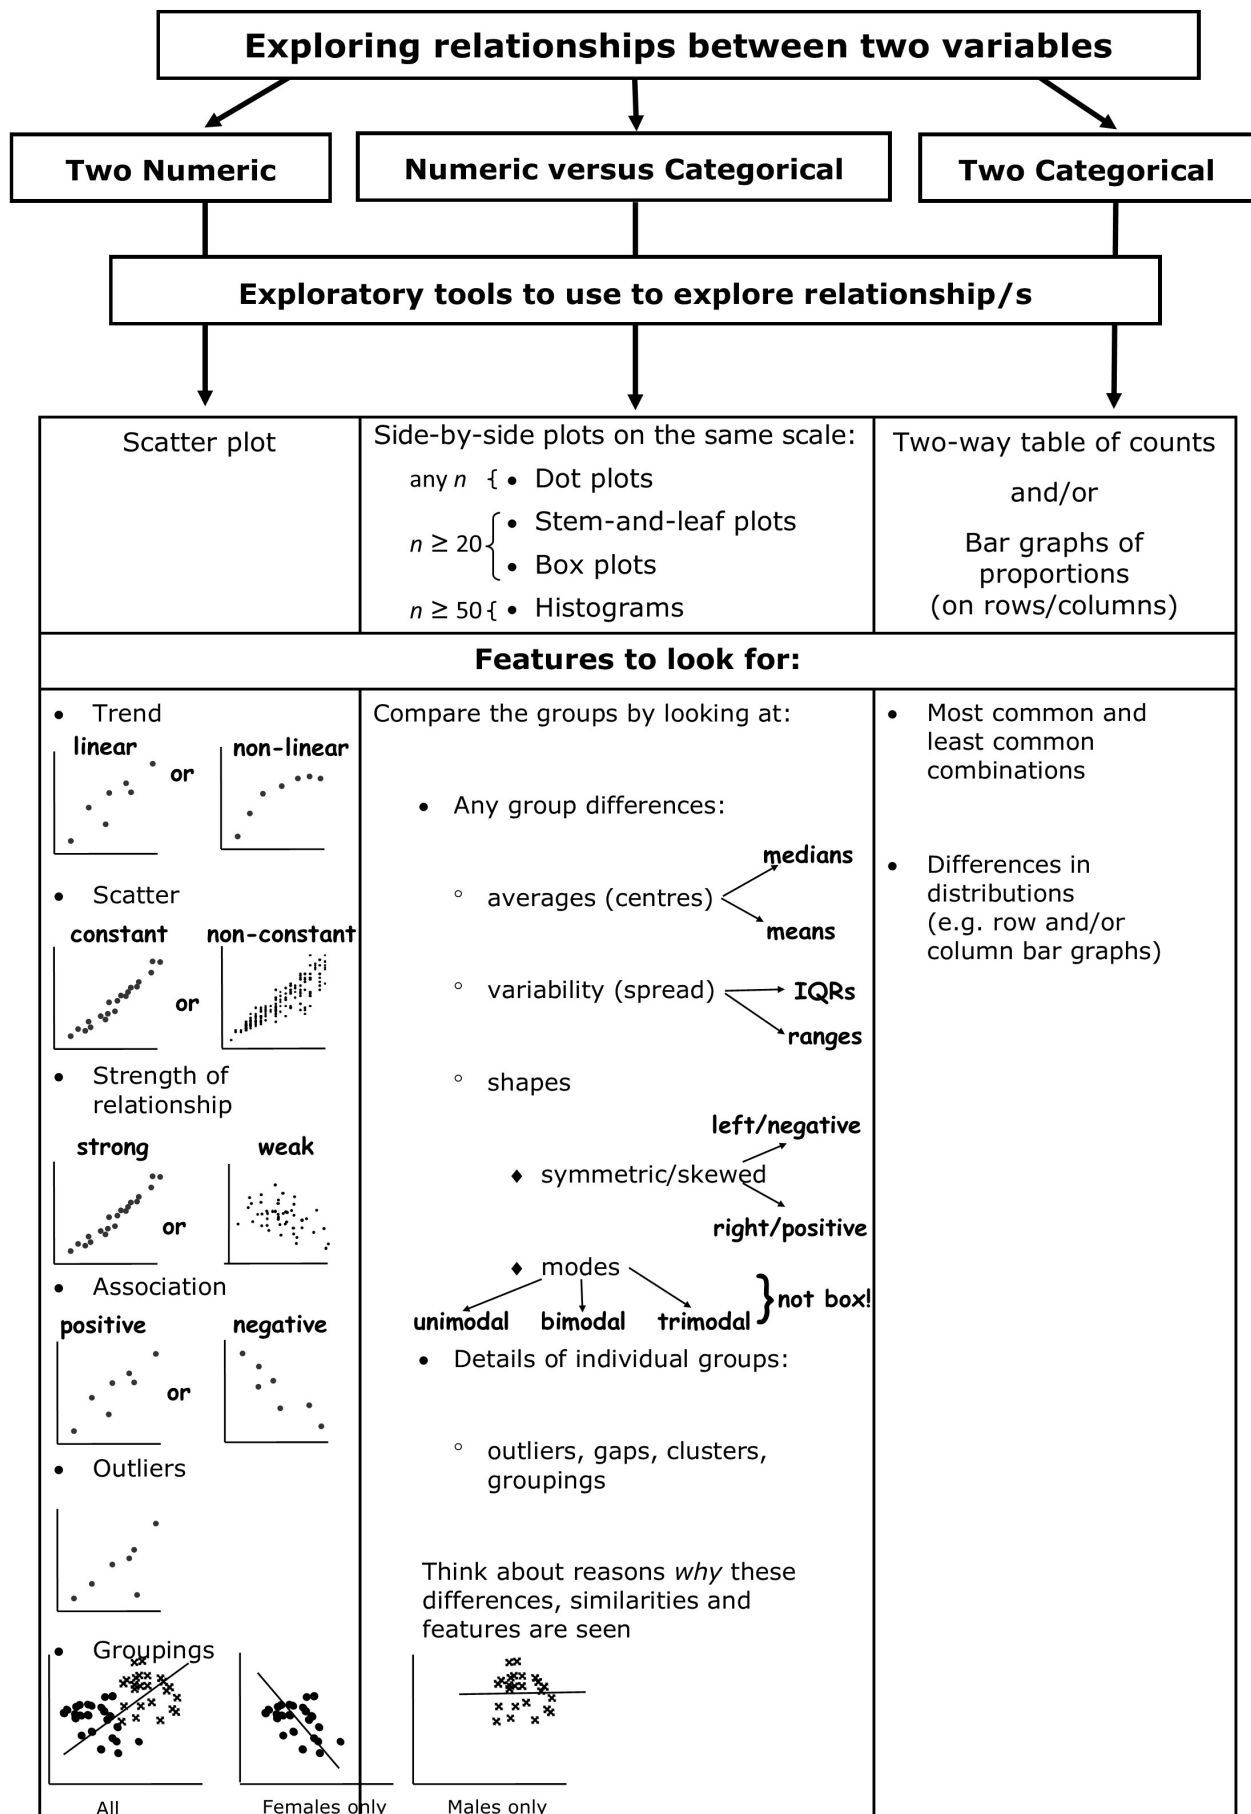 Exploring relationships between two variables
Two Numeric
Numeric versus Categorical
Two Categorical
Exploratory tools to use to explore relationship/s
Scatter plot
Side-by-side plots on the same scale:
any n { • Dot plots
n ≥ 20 { • Stem-and-leaf plots
• Box plots
n ≥ 50 { • Histograms
Two-way table of counts
and/or
Bar graphs of
proportions
(on rows/columns)
Features to look for:
• Trend
linear
or
non-linear
• Scatter
constant
or
non-constant
• Strength of
relationship
strong
or
weak
• Association
positive
or
negative
• Outliers
• Groupings
All
Females only
Males only
Compare the groups by looking at:
• Any group differences:
○ averages (centres)
medians
means
○ variability (spread)
IQRs
ranges
○ shapes
♦ symmetric/skewed
left/negative
right/positive
♦ modes
unimodal
bimodal
trimodal
} not box!
• Details of individual groups:
○ outliers, gaps, clusters,
groupings
Think about reasons why these
differences, similarities and
features are seen
• Most common and
least common
combinations
• Differences in
distributions
(e.g. row and/or
column bar graphs)